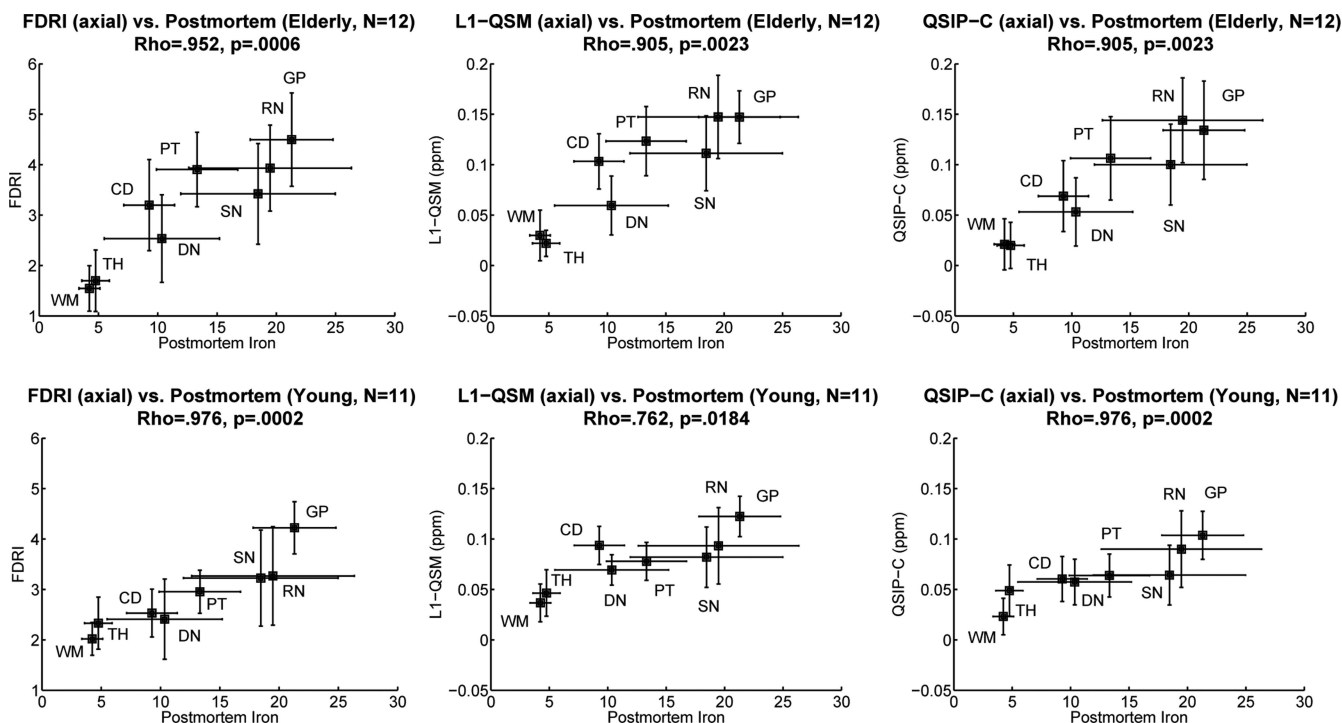 FDRI (axial) vs. Postmortem (Elderly, N=12)
Rho=.952, p=.0006
6
5
4
3
2
1
FDRI
GP
RN
PT
CD
SN
DN
TH
WM
0 5 10 15 20 25 30
Postmortem Iron
L1−QSM (axial) vs. Postmortem (Elderly, N=12)
Rho=.905, p=.0023
0.2
0.15
0.1
0.05
0
−0.05
L1−QSM (ppm)
RN
GP
PT
CD
SN
DN
WM
TH
0 5 10 15 20 25 30
Postmortem Iron
QSIP−C (axial) vs. Postmortem (Elderly, N=12)
Rho=.905, p=.0023
0.2
0.15
0.1
0.05
0
−0.05
QSIP−C (ppm)
RN
GP
PT
CD
SN
DN
WM
TH
0 5 10 15 20 25 30
Postmortem Iron
FDRI (axial) vs. Postmortem (Young, N=11)
Rho=.976, p=.0002
6
5
4
3
2
1
FDRI
GP
SN
RN
CD
PT
TH
DN
WM
0 5 10 15 20 25 30
Postmortem Iron
L1−QSM (axial) vs. Postmortem (Young, N=11)
Rho=.762, p=.0184
0.2
0.15
0.1
0.05
0
−0.05
L1−QSM (ppm)
RN
GP
CD
TH
DN
PT
SN
WM
0 5 10 15 20 25 30
Postmortem Iron
QSIP−C (axial) vs. Postmortem (Young, N=11)
Rho=.976, p=.0002
0.2
0.15
0.1
0.05
0
−0.05
QSIP−C (ppm)
RN
GP
PT
CD
DN
SN
TH
WM
0 5 10 15 20 25 30
Postmortem Iron